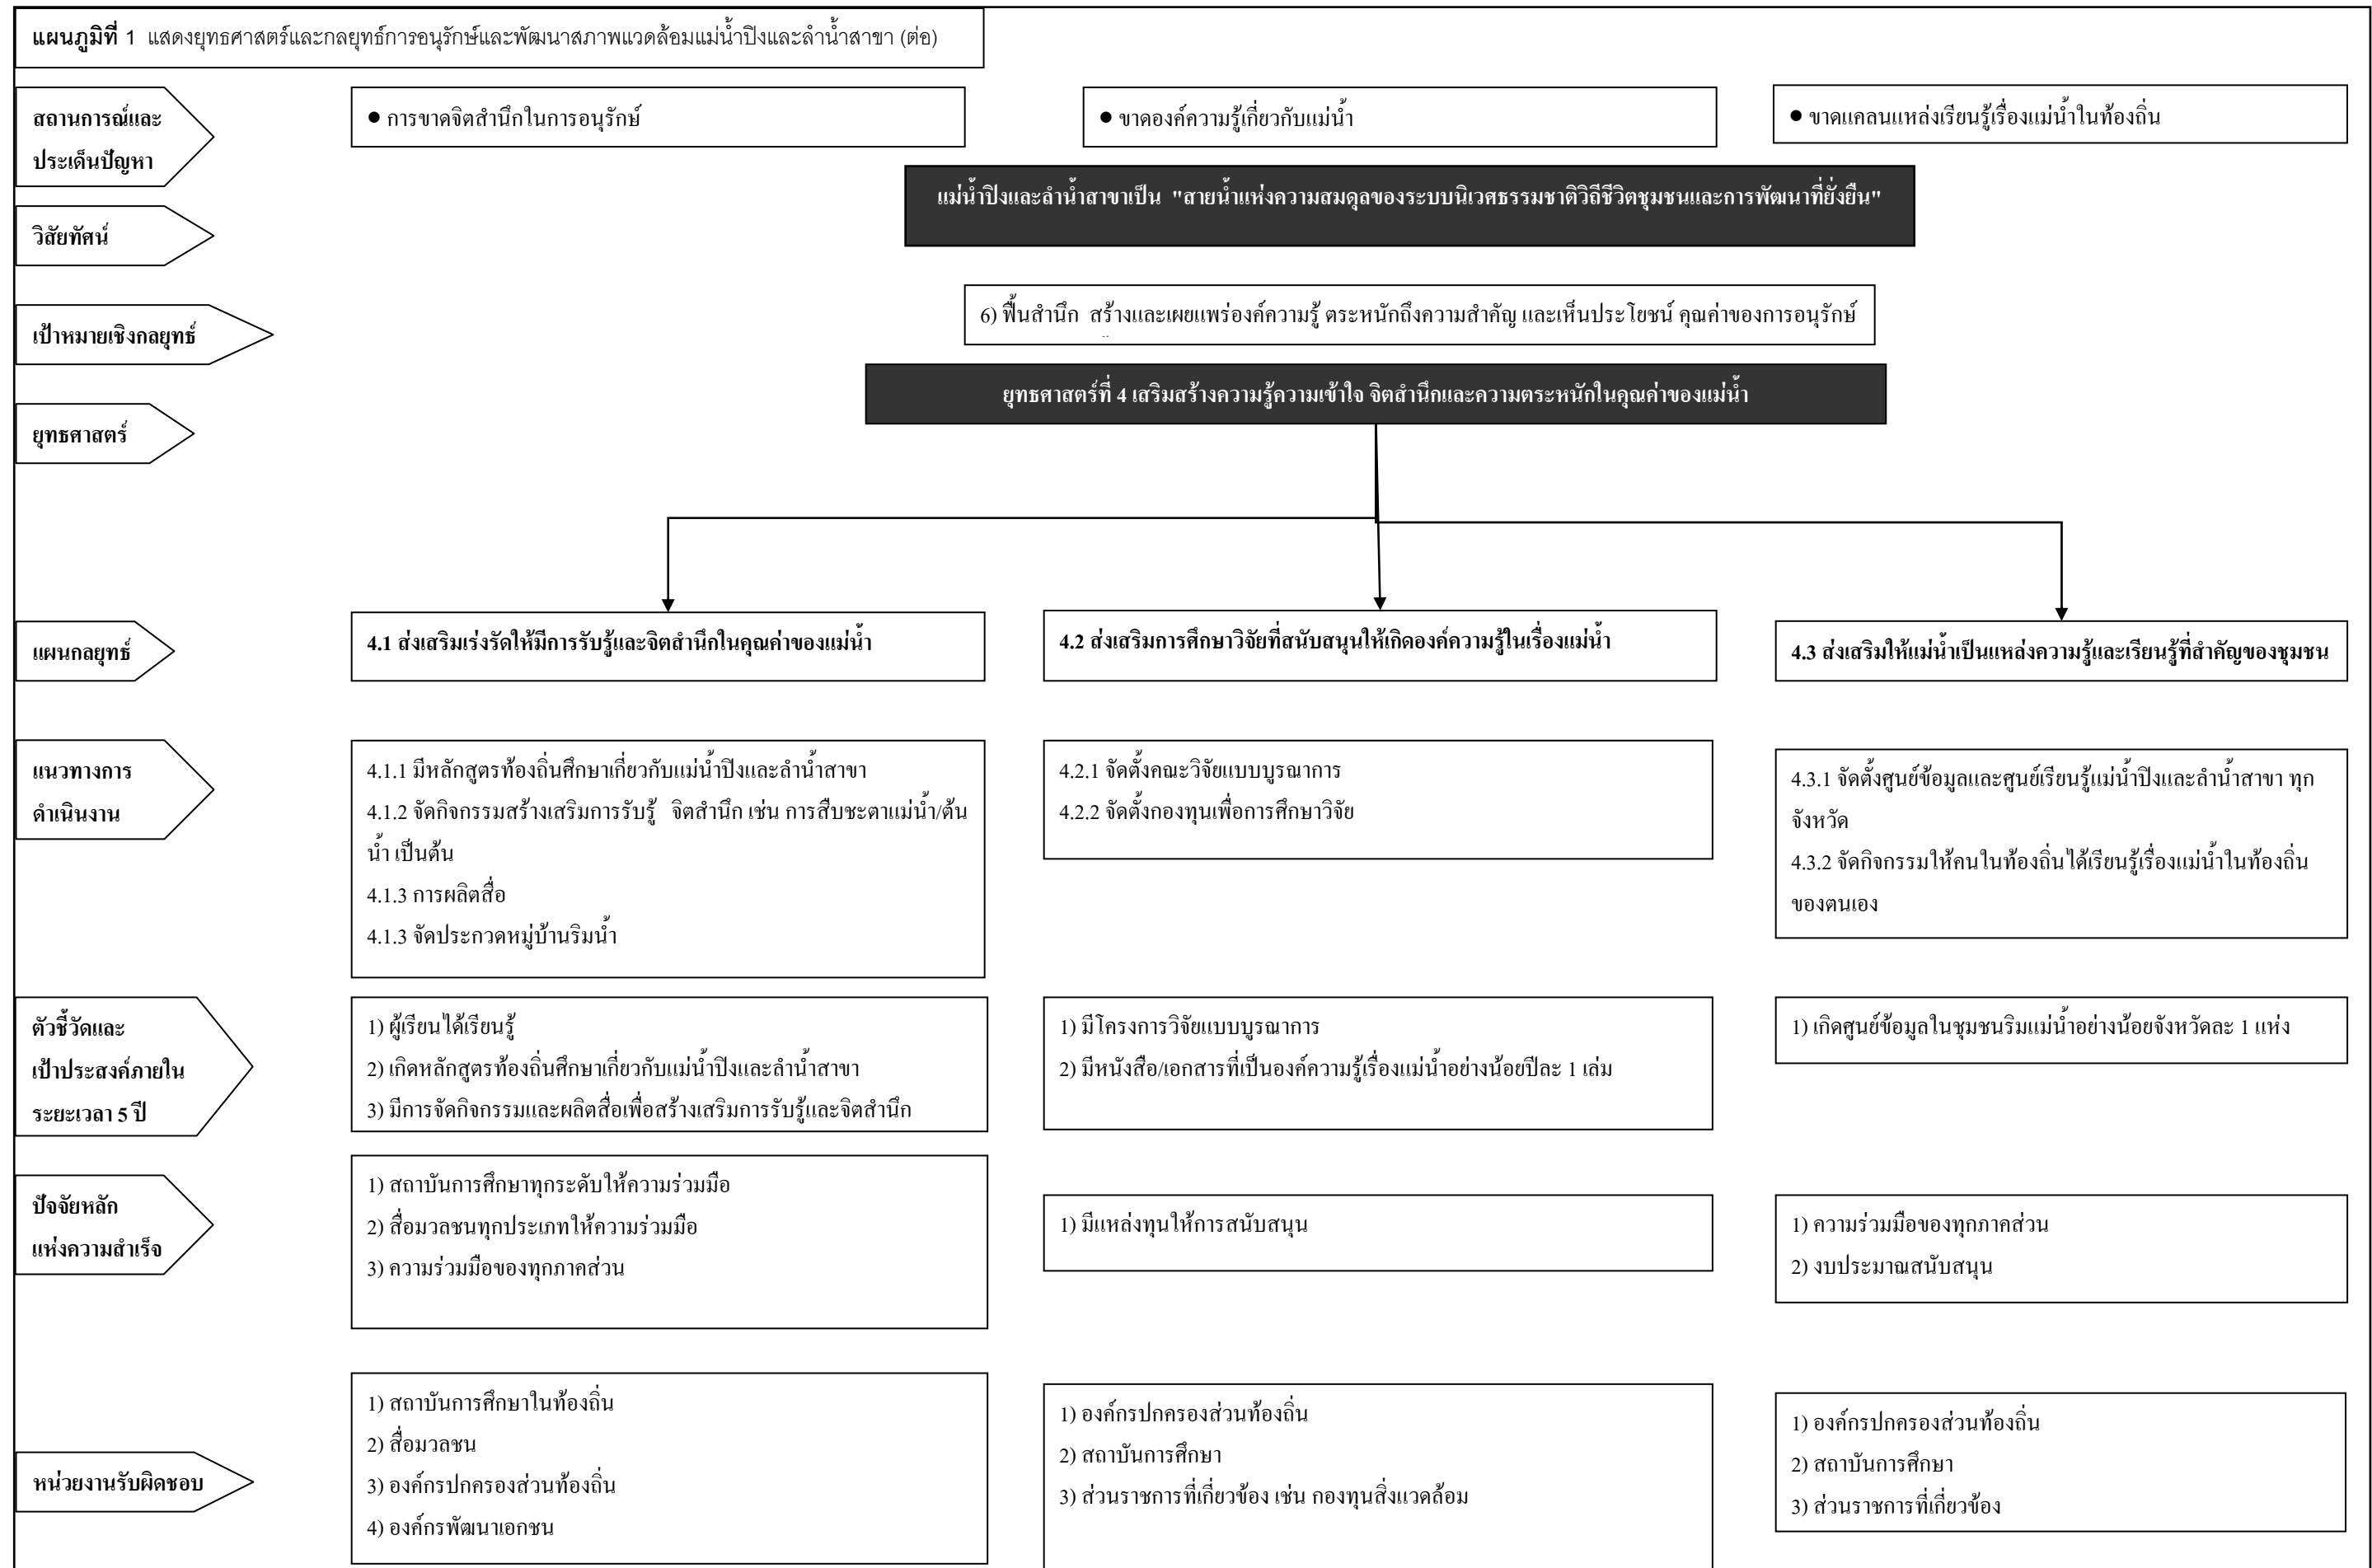 แผนภูมิที่ 1 แสดงยุทธศาสตร์และกลยุทธ์การอนุรักษ์และพัฒนาสภาพแวดล้อมแม่น้ำปิงและลำน้ำสาขา (ต่อ)
สถานการณ์และ
ประเด็นปัญหา
● การขาดจิตสำนึกในการอนุรักษ์
● ขาดองค์ความรู้เกี่ยวกับแม่น้ำ
● ขาดแคลนแหล่งเรียนรู้เรื่องแม่น้ำในท้องถิ่น
วิสัยทัศน์
แม่น้ำปิงและลำน้ำสาขาเป็น "สายน้ำแห่งความสมดุลของระบบนิเวศธรรมชาติวิถีชีวิตชุมชนและการพัฒนาที่ยั่งยืน"
เป้าหมายเชิงกลยุทธ์
6) ฟื้นสำนึก สร้างและเผยแพร่องค์ความรู้ ตระหนักถึงความสำคัญ และเห็นประโยชน์ คุณค่าของการอนุรักษ์
ยุทธศาสตร์
ยุทธศาสตร์ที่ 4 เสริมสร้างความรู้ความเข้าใจ จิตสำนึกและความตระหนักในคุณค่าของแม่น้ำ
แผนกลยุทธ์
4.1 ส่งเสริมเร่งรัดให้มีการรับรู้และจิตสำนึกในคุณค่าของแม่น้ำ
4.2 ส่งเสริมการศึกษาวิจัยที่สนับสนุนให้เกิดองค์ความรู้ในเรื่องแม่น้ำ
4.3 ส่งเสริมให้แม่น้ำเป็นแหล่งความรู้และเรียนรู้ที่สำคัญของชุมชน
แนวทางการ
ดำเนินงาน
4.1.1 มีหลักสูตรท้องถิ่นศึกษาเกี่ยวกับแม่น้ำปิงและลำน้ำสาขา
4.1.2 จัดกิจกรรมสร้างเสริมการรับรู้ จิตสำนึก เช่น การสืบชะตาแม่น้ำ/ต้น
น้ำ เป็นต้น
4.1.3 การผลิตสื่อ
4.1.3 จัดประกวดหมู่บ้านริมน้ำ
4.2.1 จัดตั้งคณะวิจัยแบบบูรณาการ
4.2.2 จัดตั้งกองทุนเพื่อการศึกษาวิจัย
4.3.1 จัดตั้งศูนย์ข้อมูลและศูนย์เรียนรู้แม่น้ำปิงและลำน้ำสาขา ทุก
จังหวัด
4.3.2 จัดกิจกรรมให้คนในท้องถิ่นได้เรียนรู้เรื่องแม่น้ำในท้องถิ่น
ของตนเอง
ตัวชี้วัดและ
เป้าประสงค์ภายใน
ระยะเวลา 5 ปี
1) ผู้เรียนได้เรียนรู้
2) เกิดหลักสูตรท้องถิ่นศึกษาเกี่ยวกับแม่น้ำปิงและลำน้ำสาขา
3) มีการจัดกิจกรรมและผลิตสื่อเพื่อสร้างเสริมการรับรู้และจิตสำนึก
1) มีโครงการวิจัยแบบบูรณาการ
2) มีหนังสือ/เอกสารที่เป็นองค์ความรู้เรื่องแม่น้ำอย่างน้อยปีละ 1 เล่ม
1) เกิดศูนย์ข้อมูลในชุมชนริมแม่น้ำอย่างน้อยจังหวัดละ 1 แห่ง
ปัจจัยหลัก
แห่งความสำเร็จ
1) สถาบันการศึกษาทุกระดับให้ความร่วมมือ
2) สื่อมวลชนทุกประเภทให้ความร่วมมือ
3) ความร่วมมือของทุกภาคส่วน
1) มีแหล่งทุนให้การสนับสนุน
1) ความร่วมมือของทุกภาคส่วน
2) งบประมาณสนับสนุน
หน่วยงานรับผิดชอบ
1) สถาบันการศึกษาในท้องถิ่น
2) สื่อมวลชน
3) องค์กรปกครองส่วนท้องถิ่น
4) องค์กรพัฒนาเอกชน
1) องค์กรปกครองส่วนท้องถิ่น
2) สถาบันการศึกษา
3) ส่วนราชการที่เกี่ยวข้อง เช่น กองทุนสิ่งแวดล้อม
1) องค์กรปกครองส่วนท้องถิ่น
2) สถาบันการศึกษา
3) ส่วนราชการที่เกี่ยวข้อง